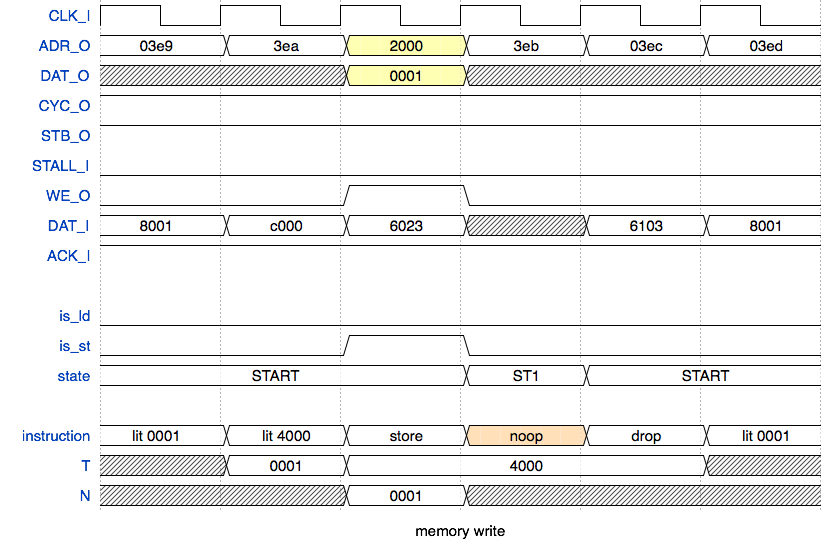 CLK_I
ADR_O 03e9 3ea 2000 3eb 03ec 03ed
DAT_O 0001
CYC_O
STB_O
STALL_I
WE_O
DAT_I 8001 c000 6023 6103 8001
ACK_I
is_ld
is_st
state START ST1 START
instruction lit 0001 lit 4000 store noop drop lit 0001
T 0001 4000
N 0001
memory write